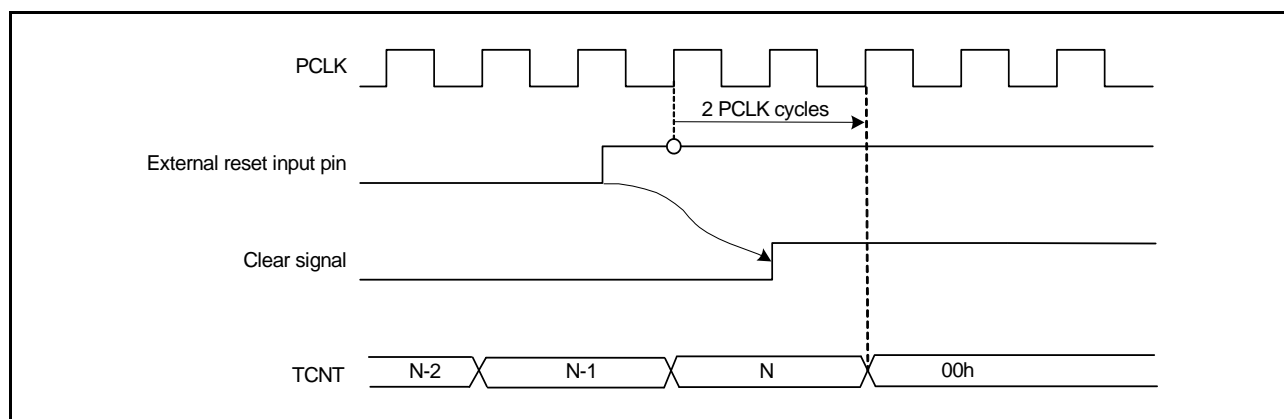 PCLK
2 PCLK cycles
External reset input pin
Clear signal
TCNT
N-2
N-1
N
00h